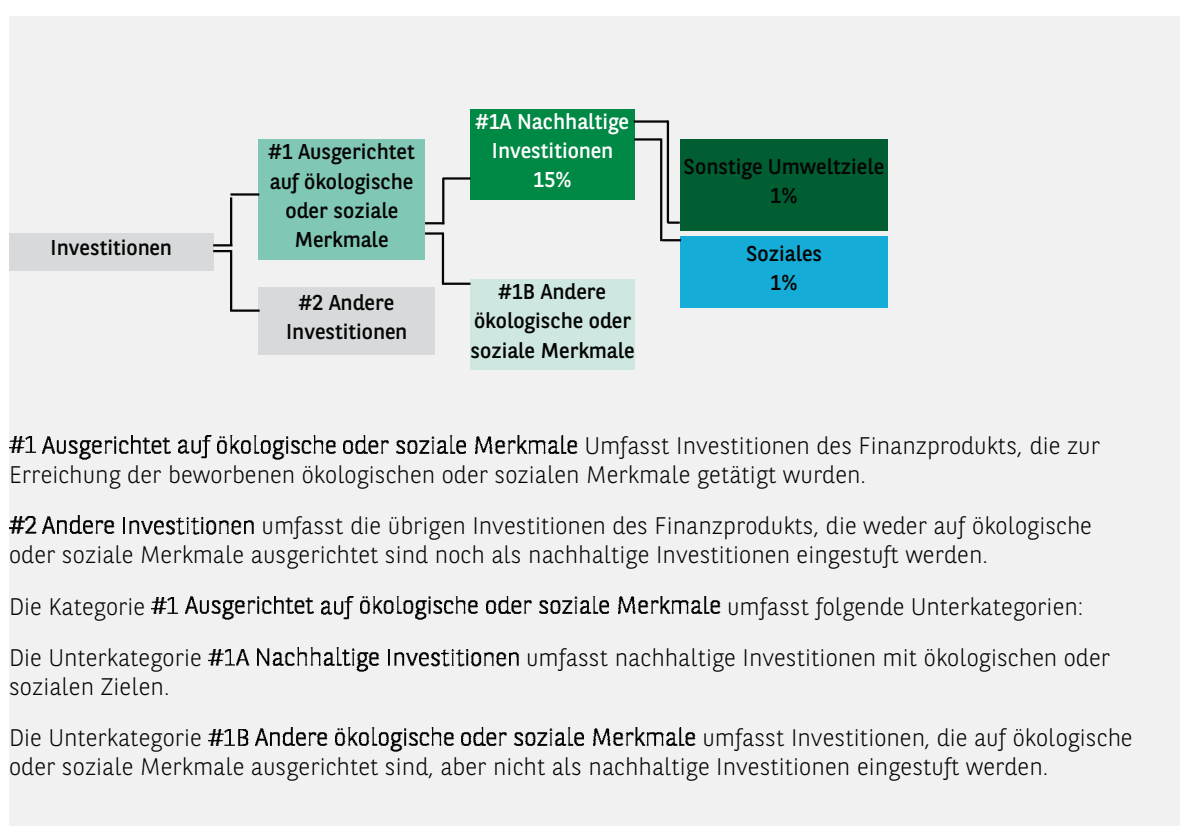 #1A Nachhaltige
Investitionen
15%
#1 Ausgerichtet
auf ökologische
oder soziale
Merkmale
Sonstige Umweltziele
1%
Investitionen
Soziales
1%
#2 Andere
Investitionen
#1B Andere
ökologische oder
soziale Merkmale
#1 Ausgerichtet auf ökologische oder soziale Merkmale Umfasst Investitionen des Finanzprodukts, die zur
Erreichung der beworbenen ökologischen oder sozialen Merkmale getätigt wurden.
#2 Andere Investitionen umfasst die übrigen Investitionen des Finanzprodukts, die weder auf ökologische
oder soziale Merkmale ausgerichtet sind noch als nachhaltige Investitionen eingestuft werden.
Die Kategorie #1 Ausgerichtet auf ökologische oder soziale Merkmale umfasst folgende Unterkategorien:
Die Unterkategorie #1A Nachhaltige Investitionen umfasst nachhaltige Investitionen mit ökologischen oder
sozialen Zielen.
Die Unterkategorie #1B Andere ökologische oder soziale Merkmale umfasst Investitionen, die auf ökologische
oder soziale Merkmale ausgerichtet sind, aber nicht als nachhaltige Investitionen eingestuft werden.